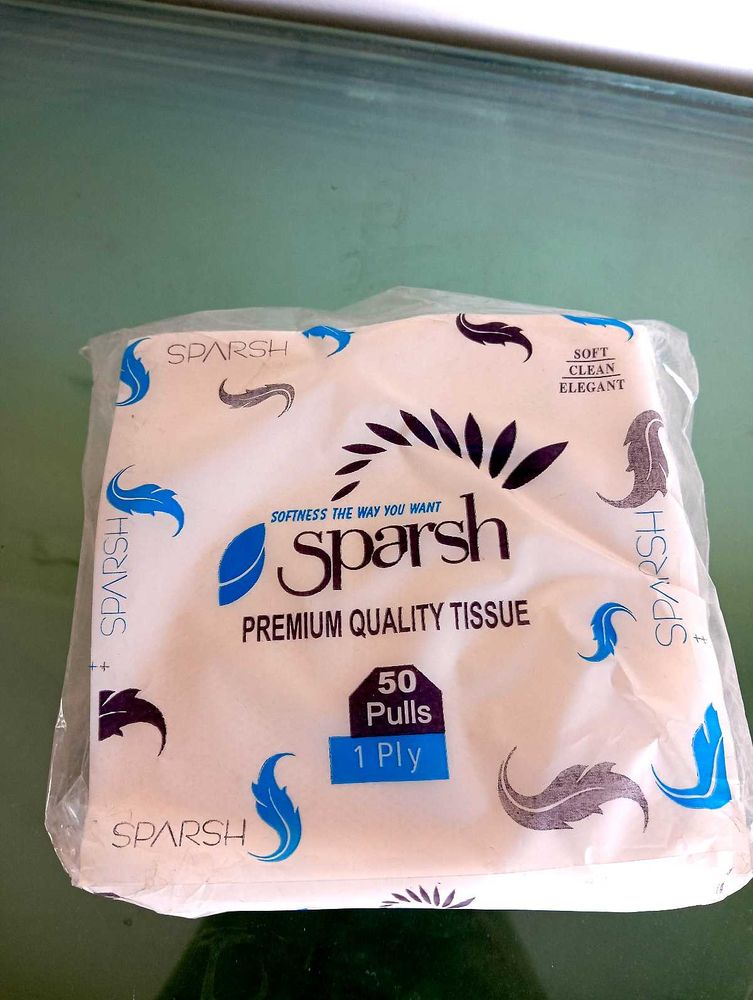 SPARSH
SOFT
CLEAN
ELEGANT
SOFTNESS THE WAY YOU WANT
sparsh
PREMIUM QUALITY TISSUE
SPARSH
SPARSH
50
Pulls
1 Ply
SPARSH